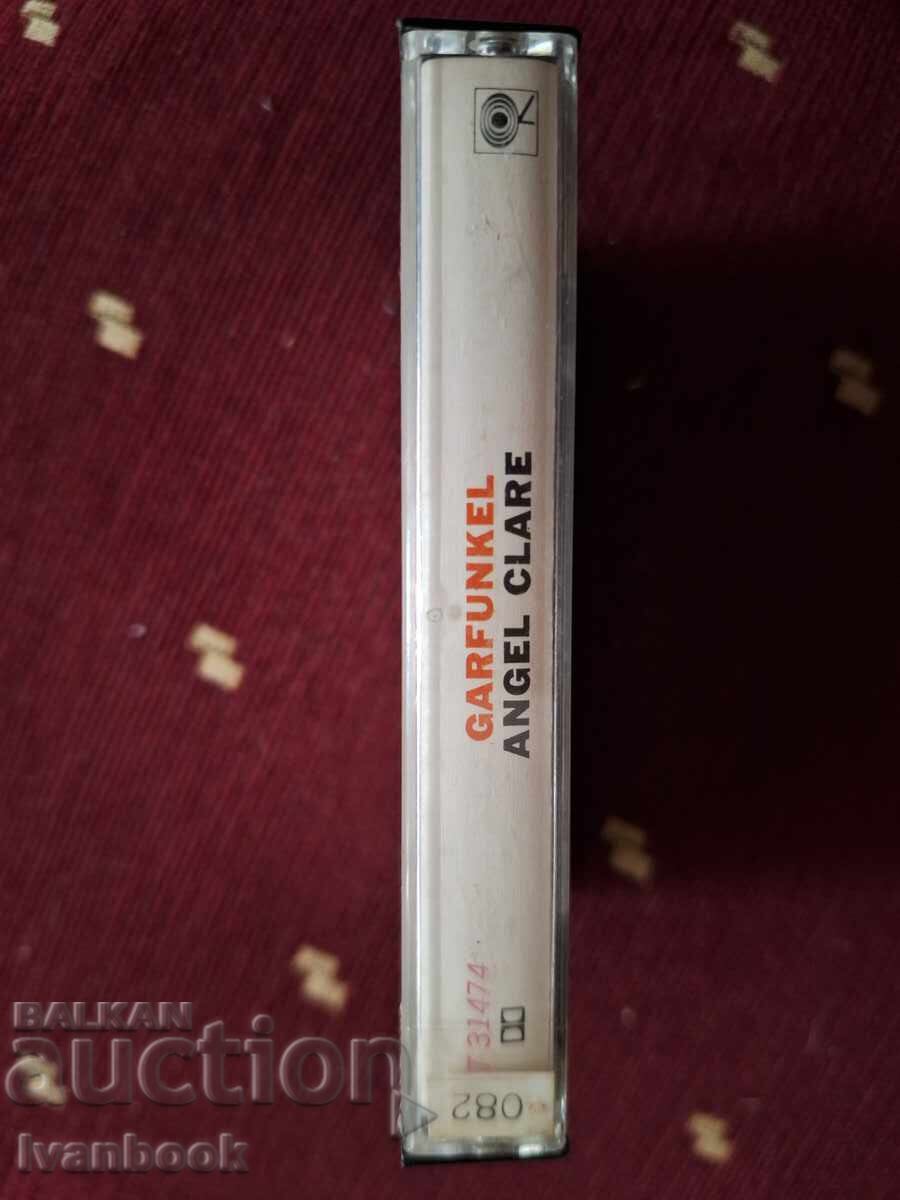 GARFUNKEL
ANGEL CLARE
T 31474
082
BALKAN
auction
Ivanbook